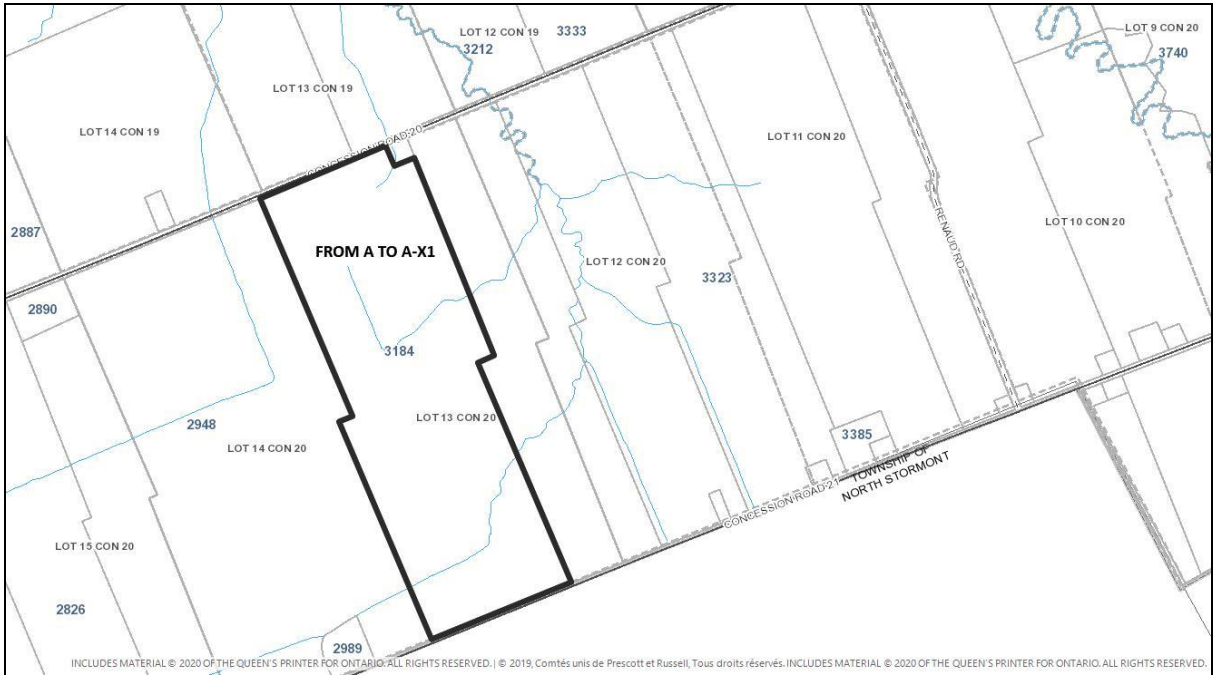 LOT 12 CON 19
3333
3212
LOT 9 CON 20
3740
LOT 13 CON 19
LOT 14 CON 19
CONCESSION ROAD 20
LOT 11 CON 20
2887
LOT 10 CON 20
RENAUD RD
FROM A TO A-X1
LOT 12 CON 20
3323
2890
3184
LOT 13 CON 20
2948
LOT 14 CON 20
3385
TOWNSHIP OF
NORTH STORMONT
CONCESSION ROAD 21
LOT 15 CON 20
2826
2989
INCLUDES MATERIAL © 2020 OF THE QUEEN'S PRINTER FOR ONTARIO. ALL RIGHTS RESERVED. | © 2019, Comtés unis de Prescott et Russell, Tous droits réservés. INCLUDES MATERIAL © 2020 OF THE QUEEN'S PRINTER FOR ONTARIO. ALL RIGHTS RESERVED.